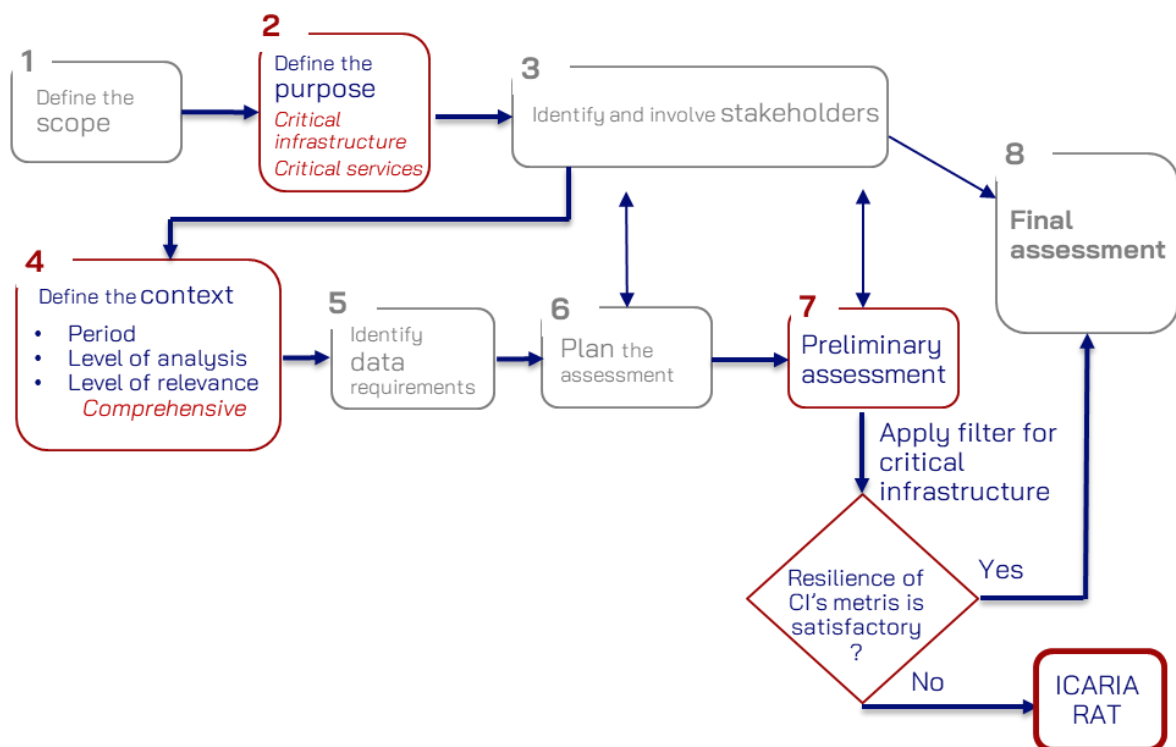 1
Define the
scope
2
Define the
purpose
Critical
infrastructure
Critical services
3
Identify and involve stakeholders
8
Final
assessment
4
Define the context
• Period
• Level of analysis
• Level of relevance
Comprehensive
5
Identify
data
requirements
6
Plan the
assessment
7
Preliminary
assessment
Apply filter for
critical
infrastructure
Resilience of
CI’s metris is
satisfactory
?
Yes
No
ICARIA
RAT